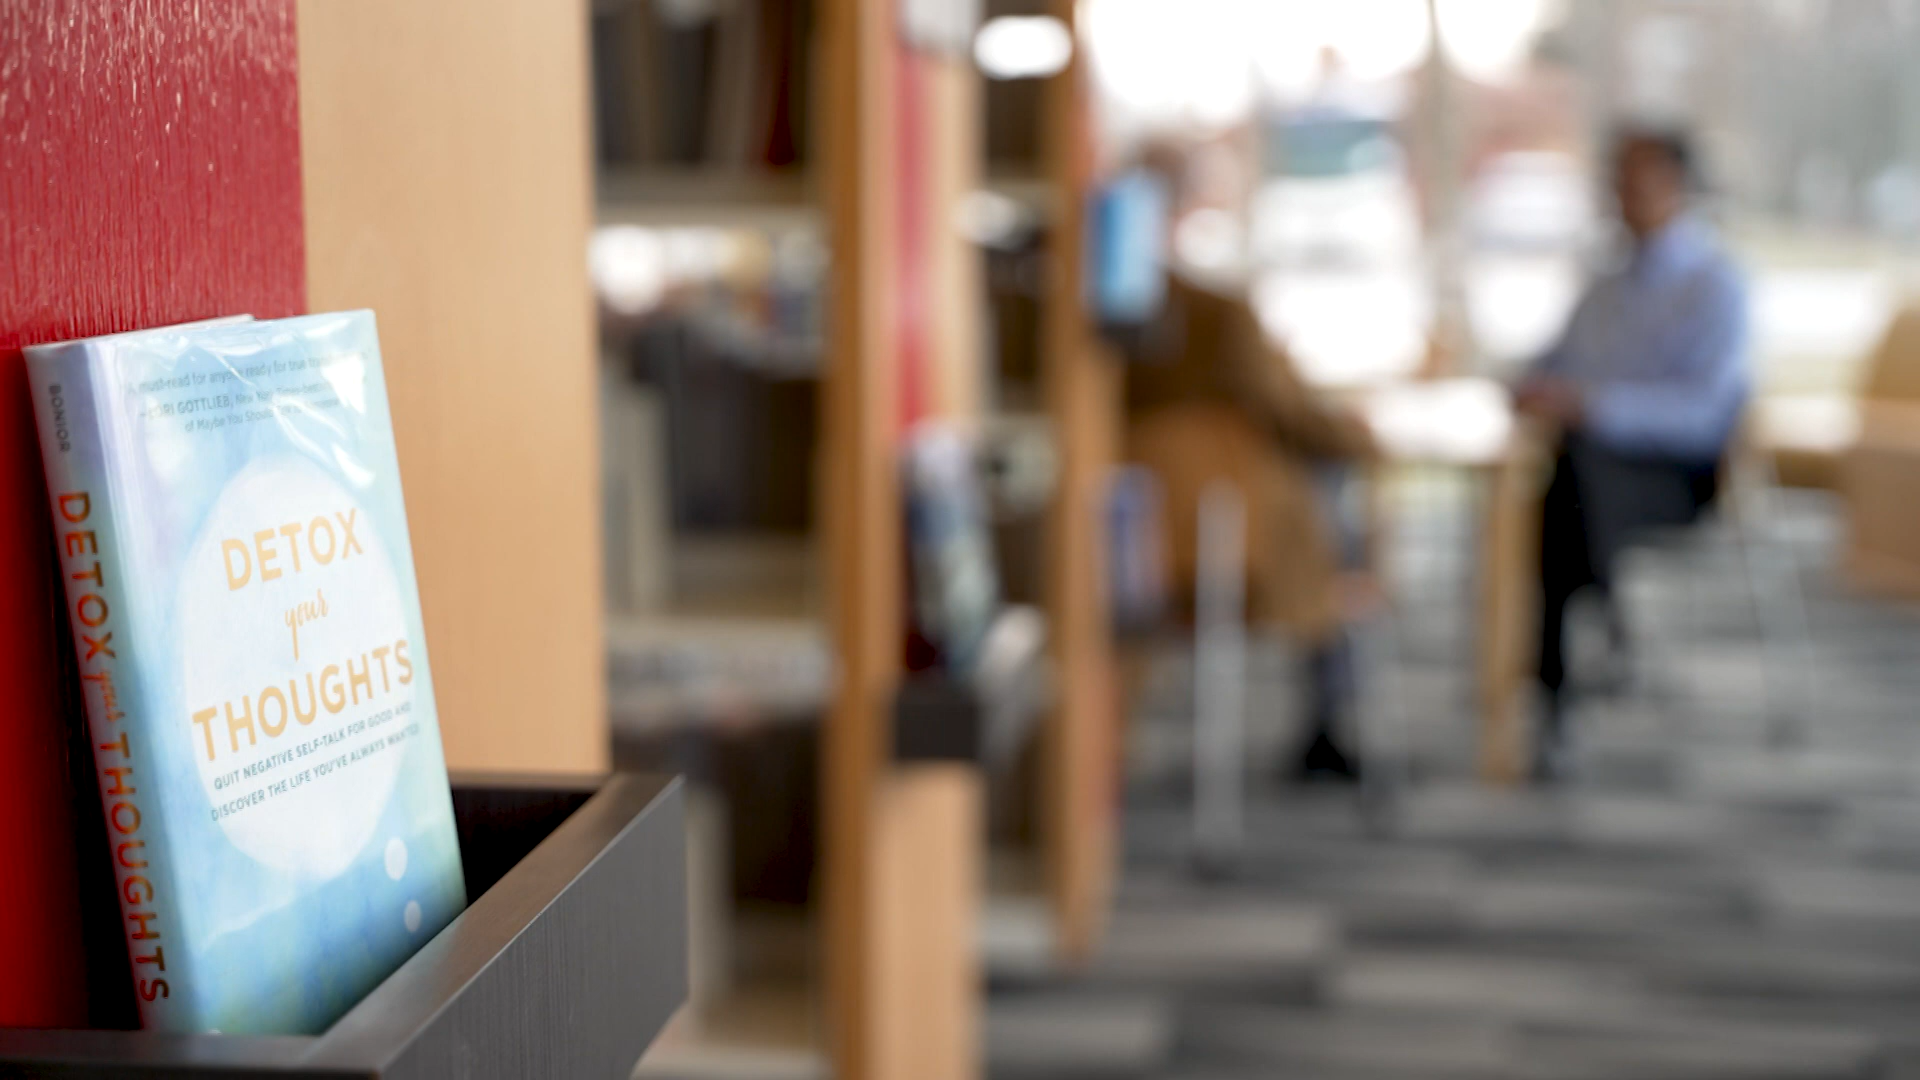 BONIOR
DETOX your THOUGHTS
"A must-read for anyone ready for true
—LORI GOTTLIEB, New York Times
of Maybe You Should
DETOX
your
THOUGHTS
QUIT NEGATIVE SELF-TALK FOR GOOD AND
DISCOVER THE LIFE YOU'VE ALWAYS WANTED